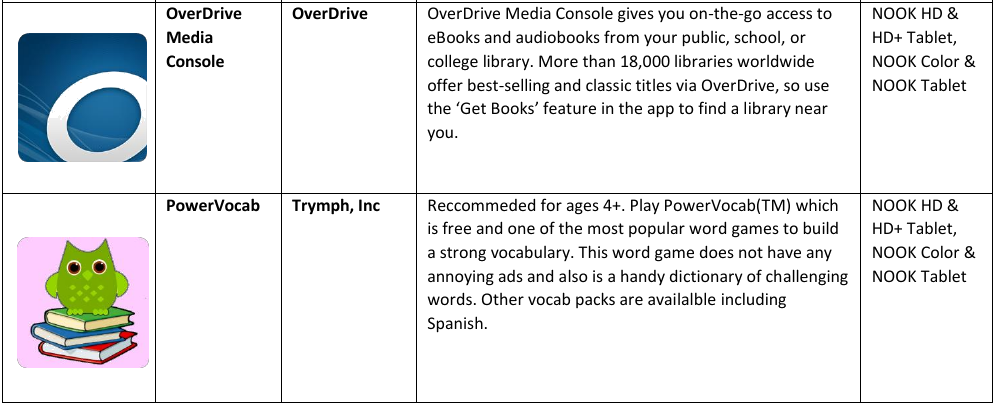 OverDrive
Media
Console
OverDrive
OverDrive Media Console gives you on-the-go access to
eBooks and audiobooks from your public, school, or
college library. More than 18,000 libraries worldwide
offer best-selling and classic titles via OverDrive, so use
the ‘Get Books’ feature in the app to find a library near
you.
NOOK HD &
HD+ Tablet,
NOOK Color &
NOOK Tablet
PowerVocab
Trymph, Inc
Reccommeded for ages 4+. Play PowerVocab(TM) which
is free and one of the most popular word games to build
a strong vocabulary. This word game does not have any
annoying ads and also is a handy dictionary of challenging
words. Other vocab packs are availalble including
Spanish.
NOOK HD &
HD+ Tablet,
NOOK Color &
NOOK Tablet